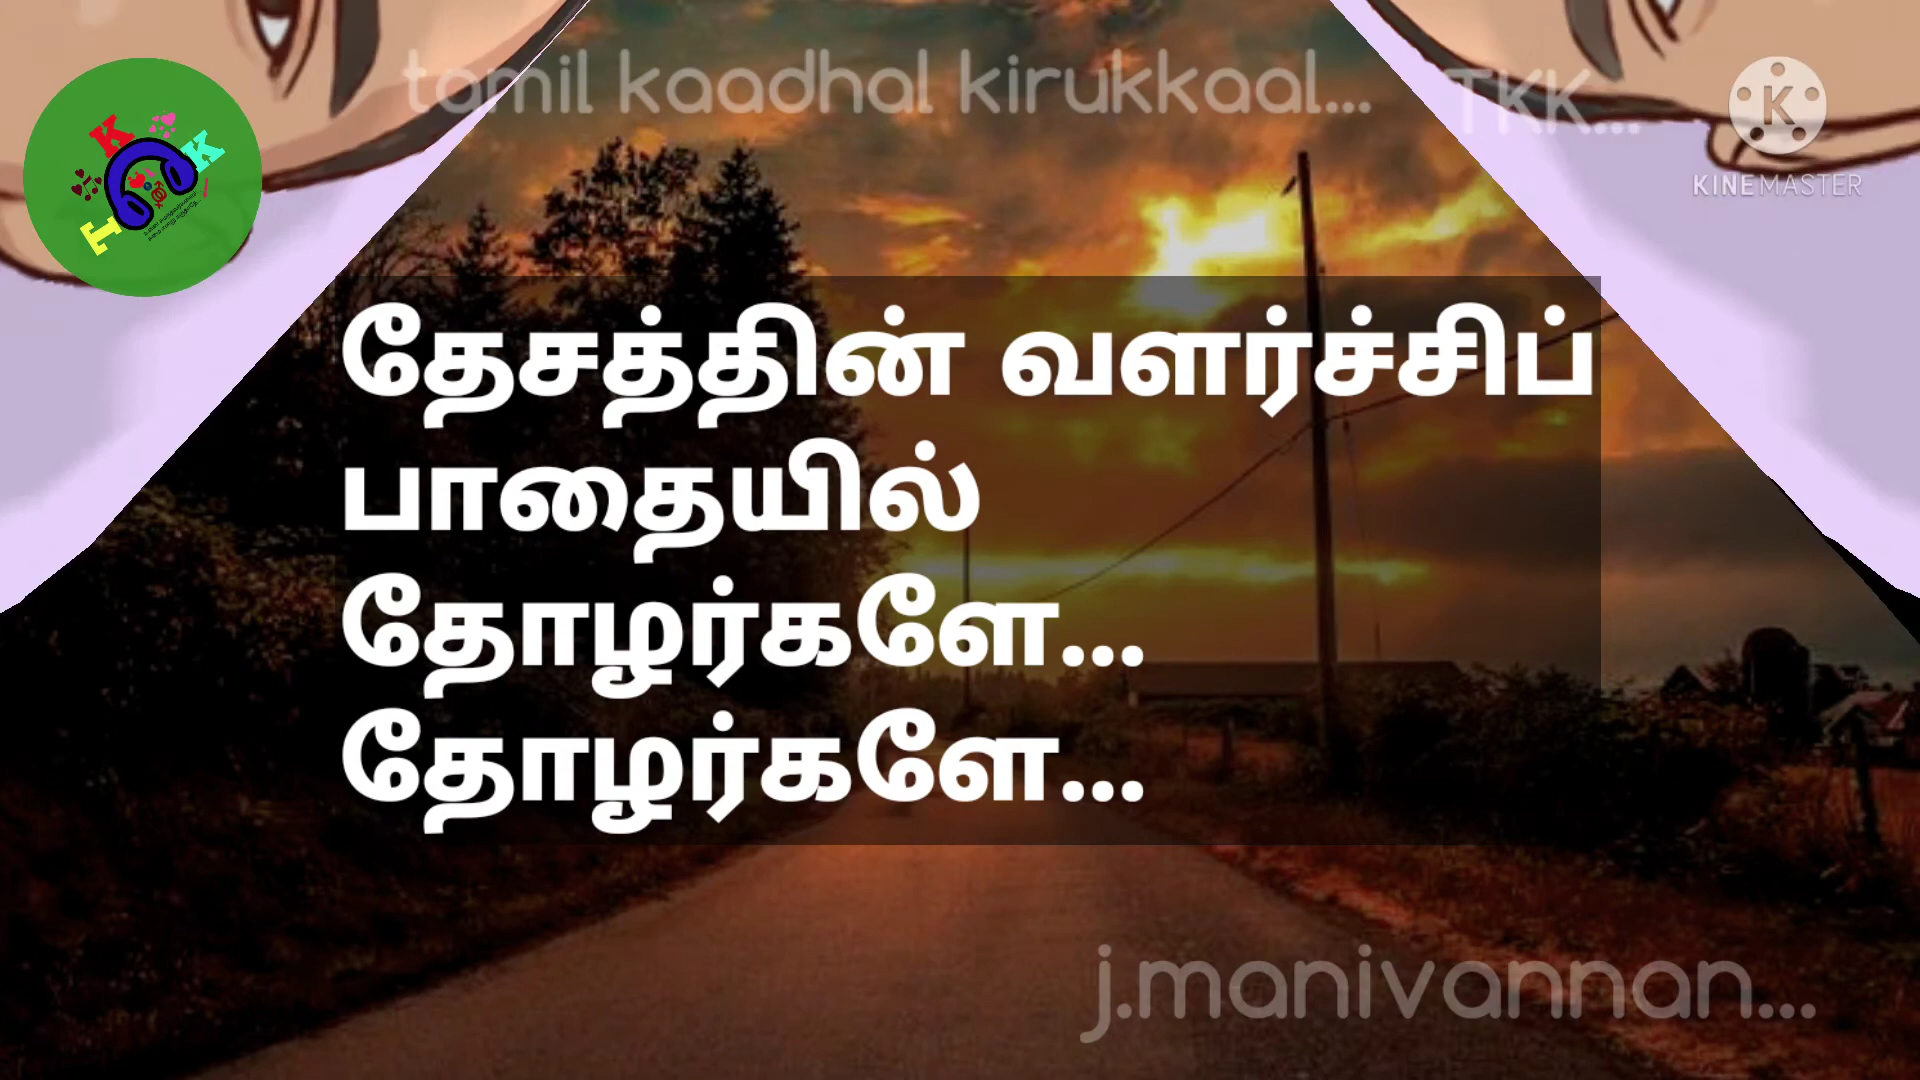 tamil kaadhal kirukkaal...
TKK...
KINEMASTER
தேசத்தின் வளர்ச்சிப்
பாதையில்
தோழர்களே...
தோழர்களே...
j.manivannan...